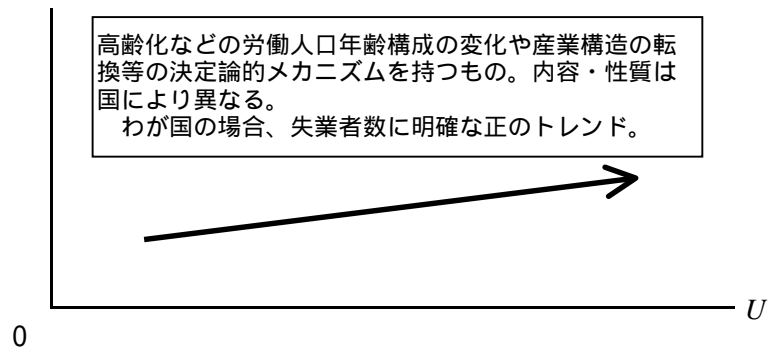 高齢化などの労働人口年齢構成の変化や産業構造の転
換等の決定論的メカニズムを持つもの。内容・性質は
国により異なる。
　わが国の場合、失業者数に明確な正のトレンド。
U
0